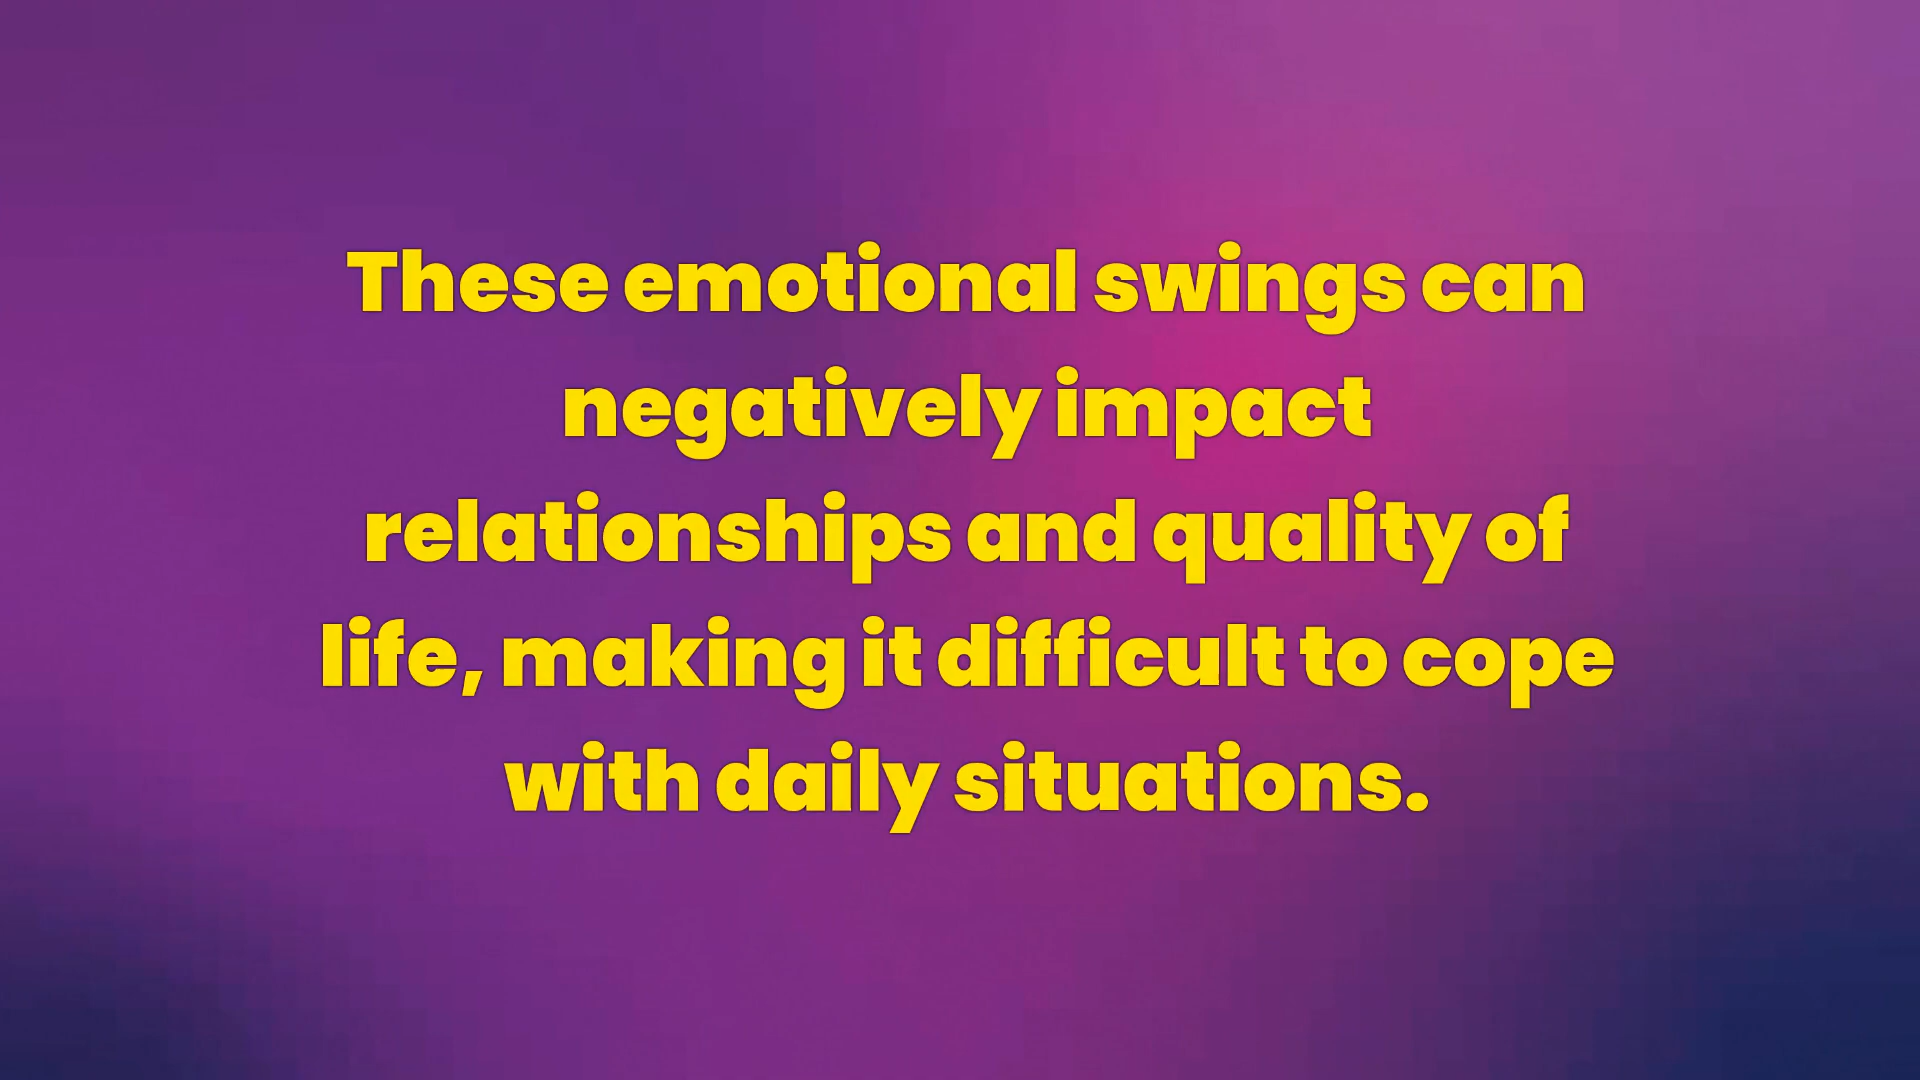 These emotional swings can
negatively impact
relationships and quality of
life, making it difficult to cope
with daily situations.